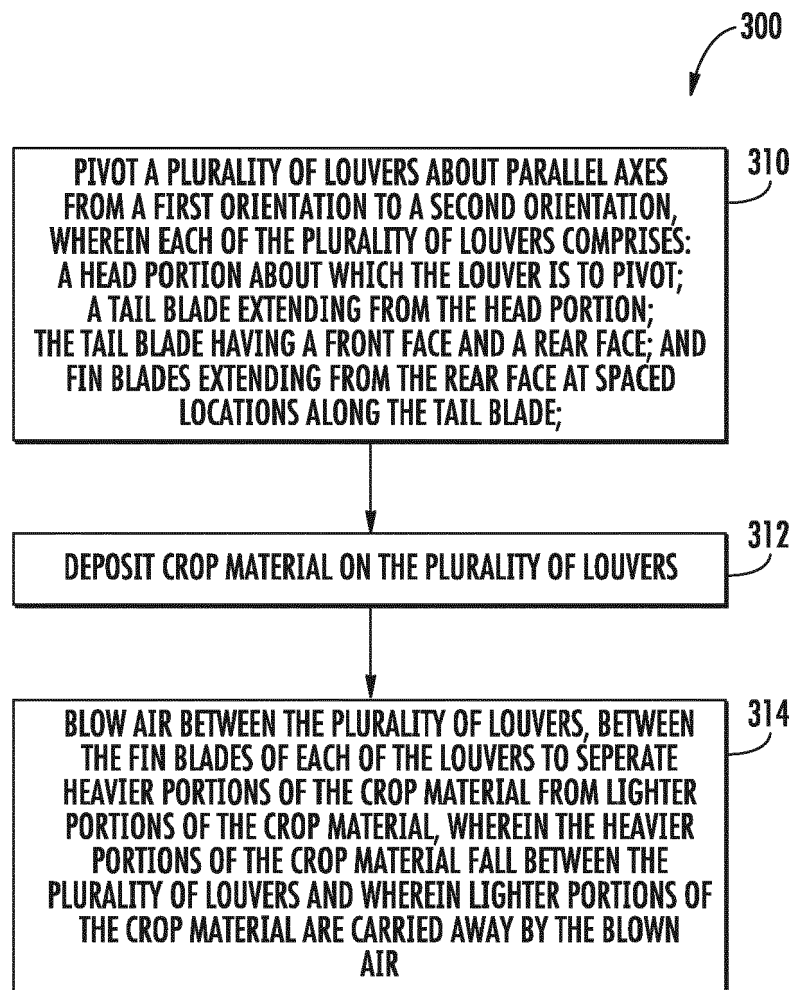 300
310
PIVOT A PLURALITY OF LOUVERS ABOUT PARALLEL AXES
FROM A FIRST ORIENTATION TO A SECOND ORIENTATION,
WHEREIN EACH OF THE PLURALITY OF LOUVERS COMPRISES:
A HEAD PORTION ABOUT WHICH THE LOUVER IS TO PIVOT;
A TAIL BLADE EXTENDING FROM THE HEAD PORTION;
THE TAIL BLADE HAVING A FRONT FACE AND A REAR FACE; AND
FIN BLADES EXTENDING FROM THE REAR FACE AT SPACED
LOCATIONS ALONG THE TAIL BLADE;
312
DEPOSIT CROP MATERIAL ON THE PLURALITY OF LOUVERS
314
BLOW AIR BETWEEN THE PLURALITY OF LOUVERS, BETWEEN
THE FIN BLADES OF EACH OF THE LOUVERS TO SEPERATE
HEAVIER PORTIONS OF THE CROP MATERIAL FROM LIGHTER
PORTIONS OF THE CROP MATERIAL, WHEREIN THE HEAVIER
PORTIONS OF THE CROP MATERIAL FALL BETWEEN THE
PLURALITY OF LOUVERS AND WHEREIN LIGHTER PORTIONS OF
THE CROP MATERIAL ARE CARRIED AWAY BY THE BLOWN
AIR